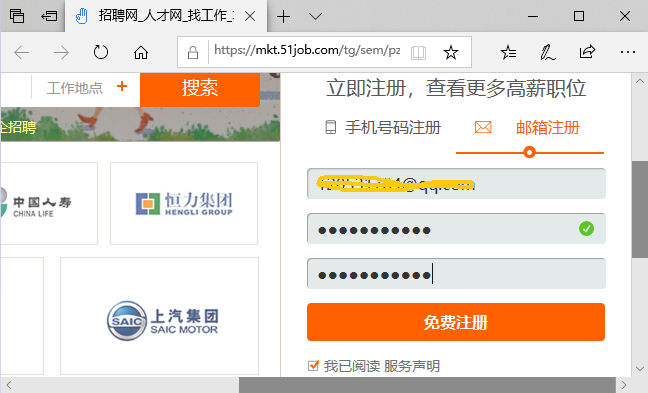 招聘网_人才网_找工作_
https://mkt.51job.com/tg/sem/pz
工作地点
搜索
企招聘
中国人寿
CHINA LIFE
恒力集团
HENGLI GROUP
SAIC
上汽集团
SAIC MOTOR
立即注册，查看更多高薪职位
手机号码注册 邮箱注册
@qq.com
●●●●●●●●●●●
●●●●●●●●●●●
免费注册
我已阅读 服务声明